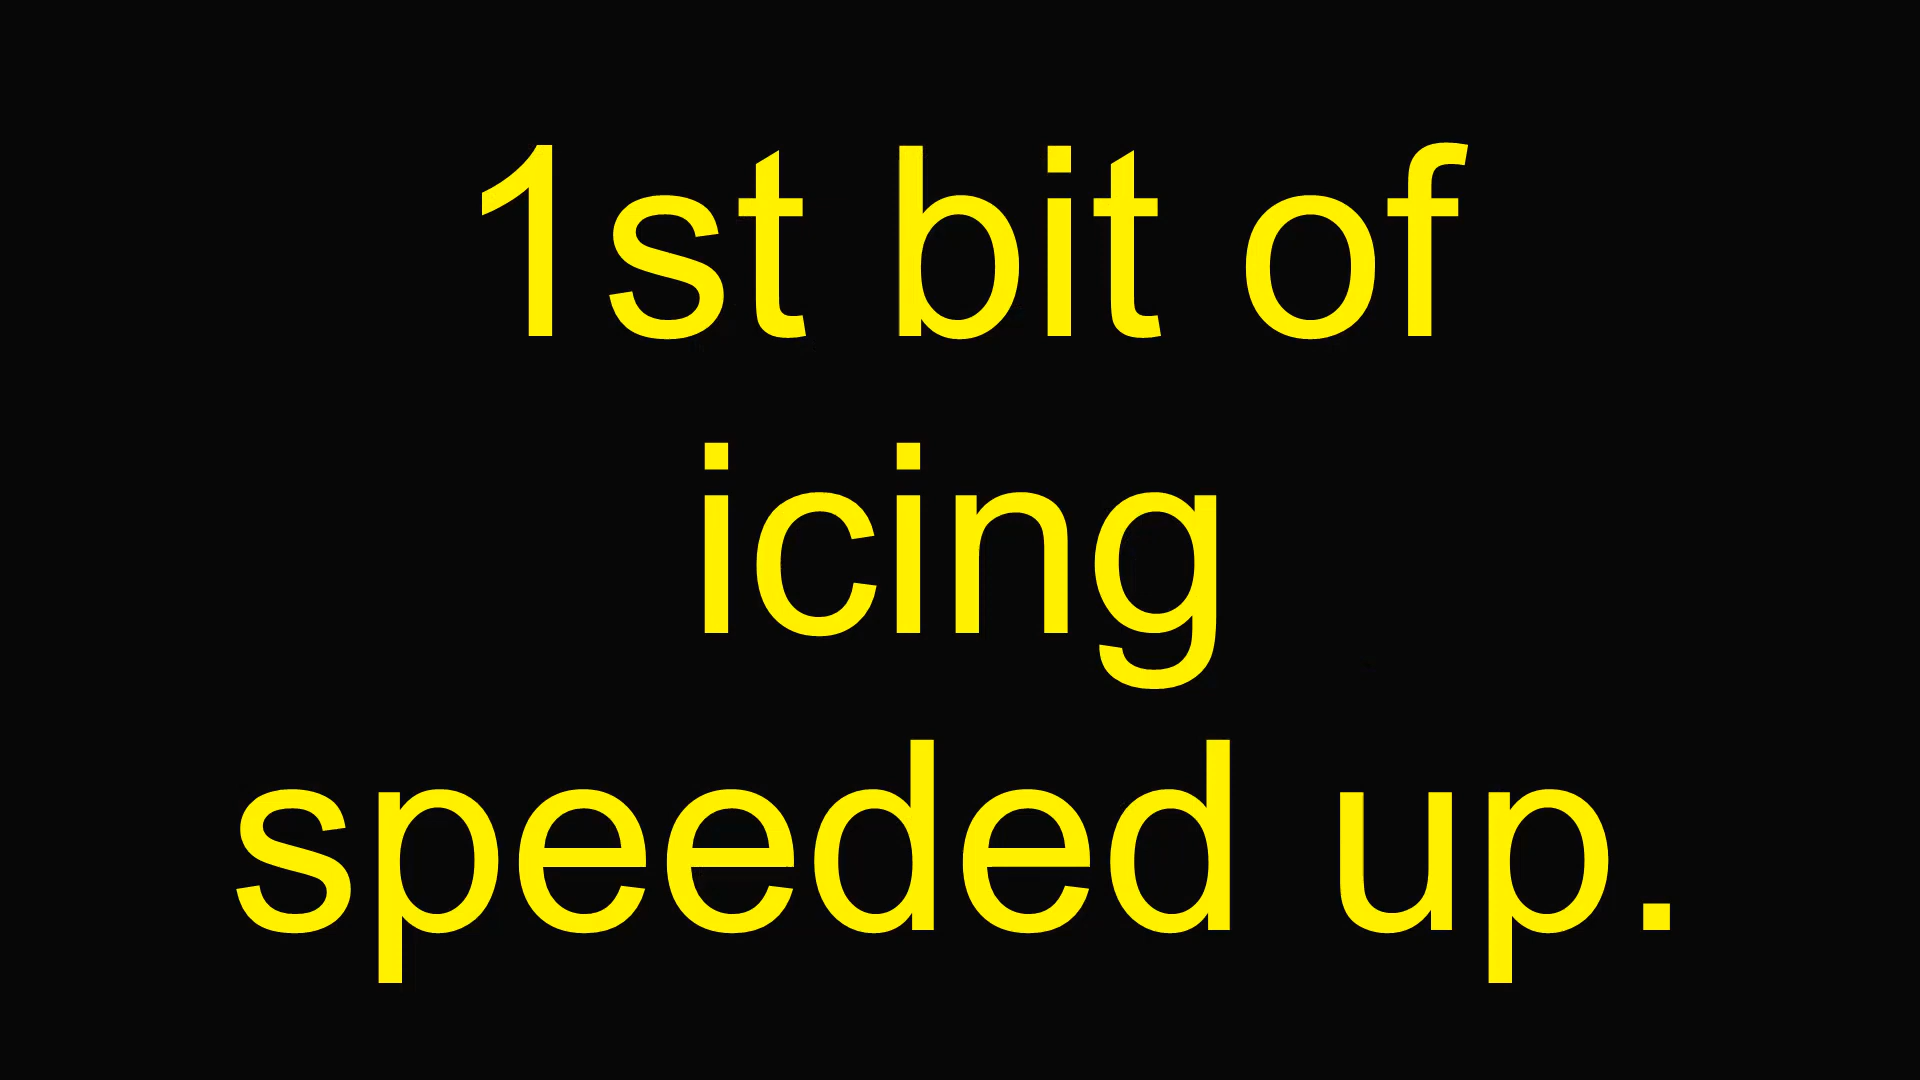 1st bit of
icing
speeded up.